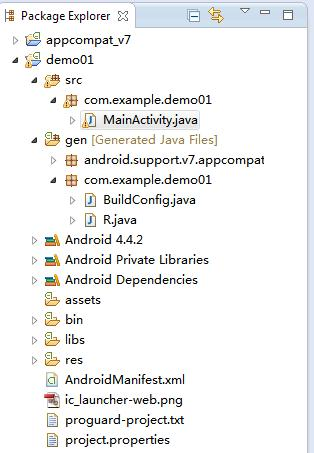 Package Explorer
appcompat_v7
demo01
src
com.example.demo01
MainActivity.java
gen [Generated Java Files]
android.support.v7.appcompat
com.example.demo01
BuildConfig.java
R.java
Android 4.4.2
Android Private Libraries
Android Dependencies
assets
bin
libs
res
AndroidManifest.xml
ic_launcher-web.png
proguard-project.txt
project.properties